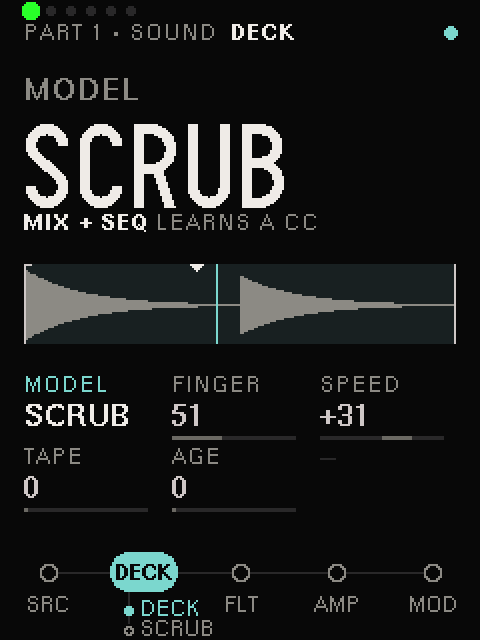 PART 1 · SOUND DECK
MODEL
SCRUB
MIX + SEQ LEARNS A CC
MODEL FINGER SPEED
SCRUB 51 +31
TAPE AGE —
0 0
DECK
SRC DECK FLT AMP MOD
SCRUB